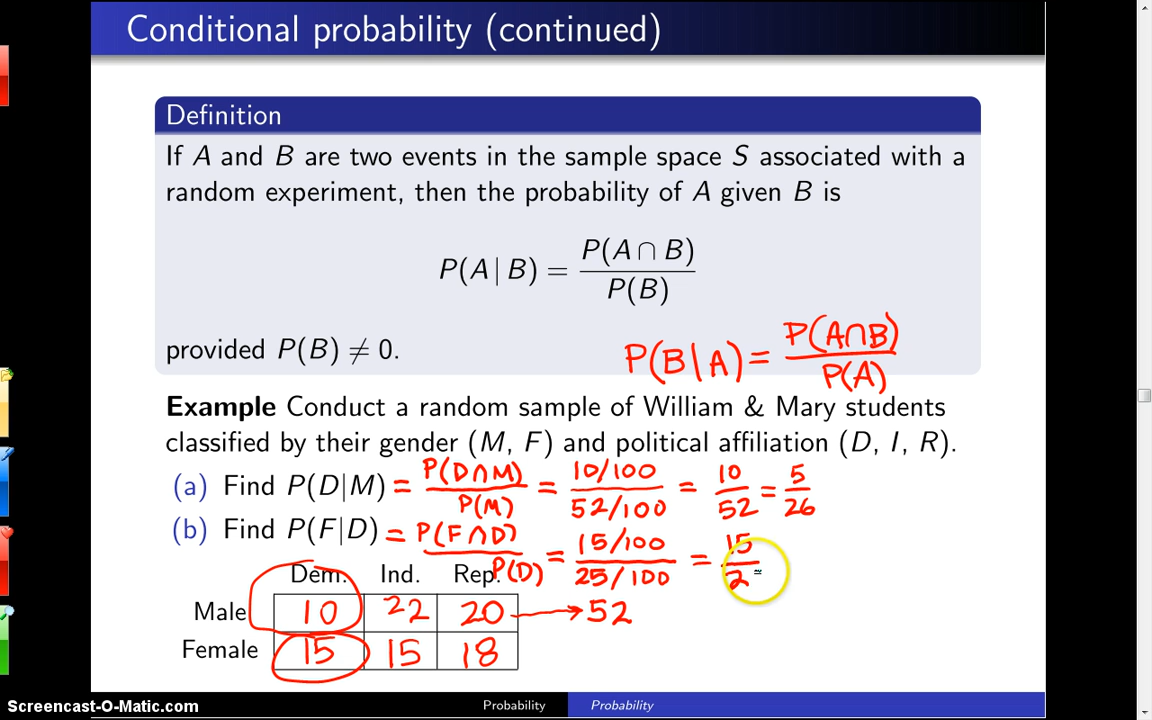 Conditional probability (continued)
Definition
If A and B are two events in the sample space S associated with a
random experiment, then the probability of A given B is
P(A | B) = P(A ∩ B) / P(B)
provided P(B) ≠ 0.
P(B|A) = P(A∩B) / P(A)
Example Conduct a random sample of William & Mary students
classified by their gender (M, F) and political affiliation (D, I, R).
(a) Find P(D|M) = P(D∩M) / P(M) = 10/100 / 52/100 = 10/52 = 5/26
(b) Find P(F|D) = P(F∩D) / P(D) = 15/100 / 25/100 = 15/2
Dem. Ind. Rep.
Male 10 22 20 → 52
Female 15 15 18
Probability Probability
Screencast-O-Matic.com